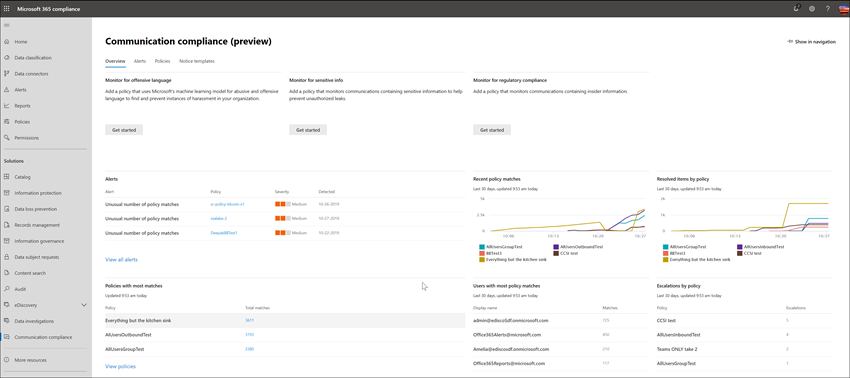 Microsoft 365 compliance
Communication compliance (preview)
Show in navigation
Overview Alerts Policies Notice templates
Home
Data classification
Data connectors
Alerts
Reports
Policies
Permissions
Solutions
Catalog
Information protection
Data loss prevention
Records management
Information governance
Data subject requests
Content search
Audit
eDiscovery
Data investigations
Communication compliance
More resources
Monitor for offensive language
Add a policy that uses Microsoft's machine learning model for abusive and offensive
language to find and prevent instances of harassment in your organization.
Get started
Monitor for sensitive info
Add a policy that monitors communications containing sensitive information to help
prevent unauthorized leaks.
Get started
Monitor for regulatory compliance
Add a policy that monitors communications containing insider information.
Get started
Alerts
Alert Policy Severity Detected
Unusual number of policy matches Medium 10-26-2019
Unusual number of policy matches Medium 10-27-2019
Unusual number of policy matches DeepakBBTest1 Medium 10-22-2019
View all alerts
Recent policy matches
Last 30 days, updated 9:53 am today
5k
2.5k
0
10/06 10/13 10/20 10/27
AllUsersGroupTest AllUsersOutboundTest
BBTest3 CCSI test
Everything but the kitchen sink
Resolved items by policy
Last 30 days, updated 9:53 am today
10/06 10/13 10/20 10/27
AllUsersGroupTest AllUsersInboundTest
BBTest3 CCSI test
Everything but the kitchen sink
Policies with most matches
Updated 9:53 am today
Policy Total matches
Everything but the kitchen sink 3611
AllUsersOutboundTest
AllUsersGroupTest
View policies
Users with most policy matches
Last 30 days, updated 9:53 am today
Display name Matches
admin@ediscosdf.onmicrosoft.com 725
Office365Alerts@microsoft.com
Amelia@ediscosdf.onmicrosoft.com 210
Office365Reports@microsoft.com 117
Escalations by policy
Last 30 days, updated 9:53 am today
Policy Escalations
CCSI test 5
AllUsersInboundTest 4
Teams ONLY take 2 2
AllUsersGroupTest 1